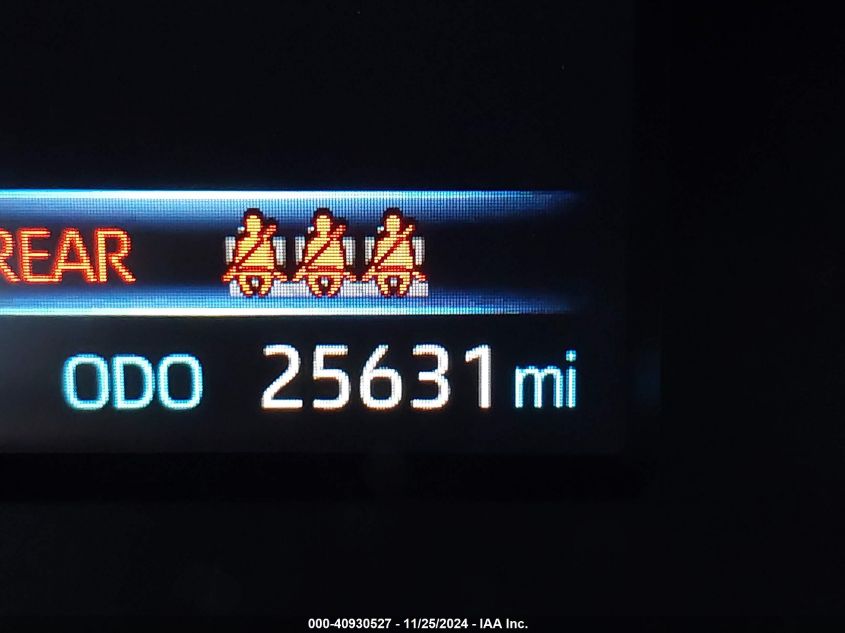 REAR
ODO 25631 mi
000-40930527 - 11/25/2024 - IAA Inc.